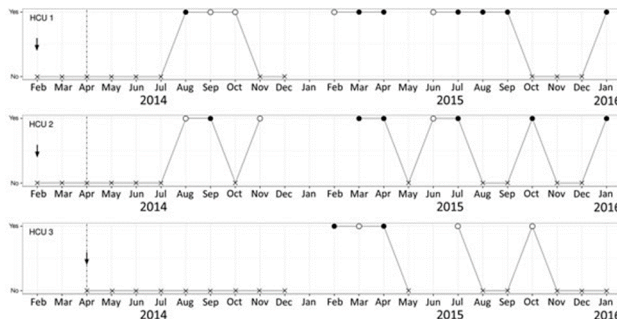 Yes
HCU 1
No
Feb Mar Apr May Jun Jul Aug Sep Oct Nov Dec Jan Feb Mar Apr May Jun Jul Aug Sep Oct Nov Dec Jan
2014 2015 2016
Yes
HCU 2
No
Feb Mar Apr May Jun Jul Aug Sep Oct Nov Dec Jan Feb Mar Apr May Jun Jul Aug Sep Oct Nov Dec Jan
2014 2015 2016
Yes
HCU 3
No
Feb Mar Apr May Jun Jul Aug Sep Oct Nov Dec Jan Feb Mar Apr May Jun Jul Aug Sep Oct Nov Dec Jan
2014 2015 2016